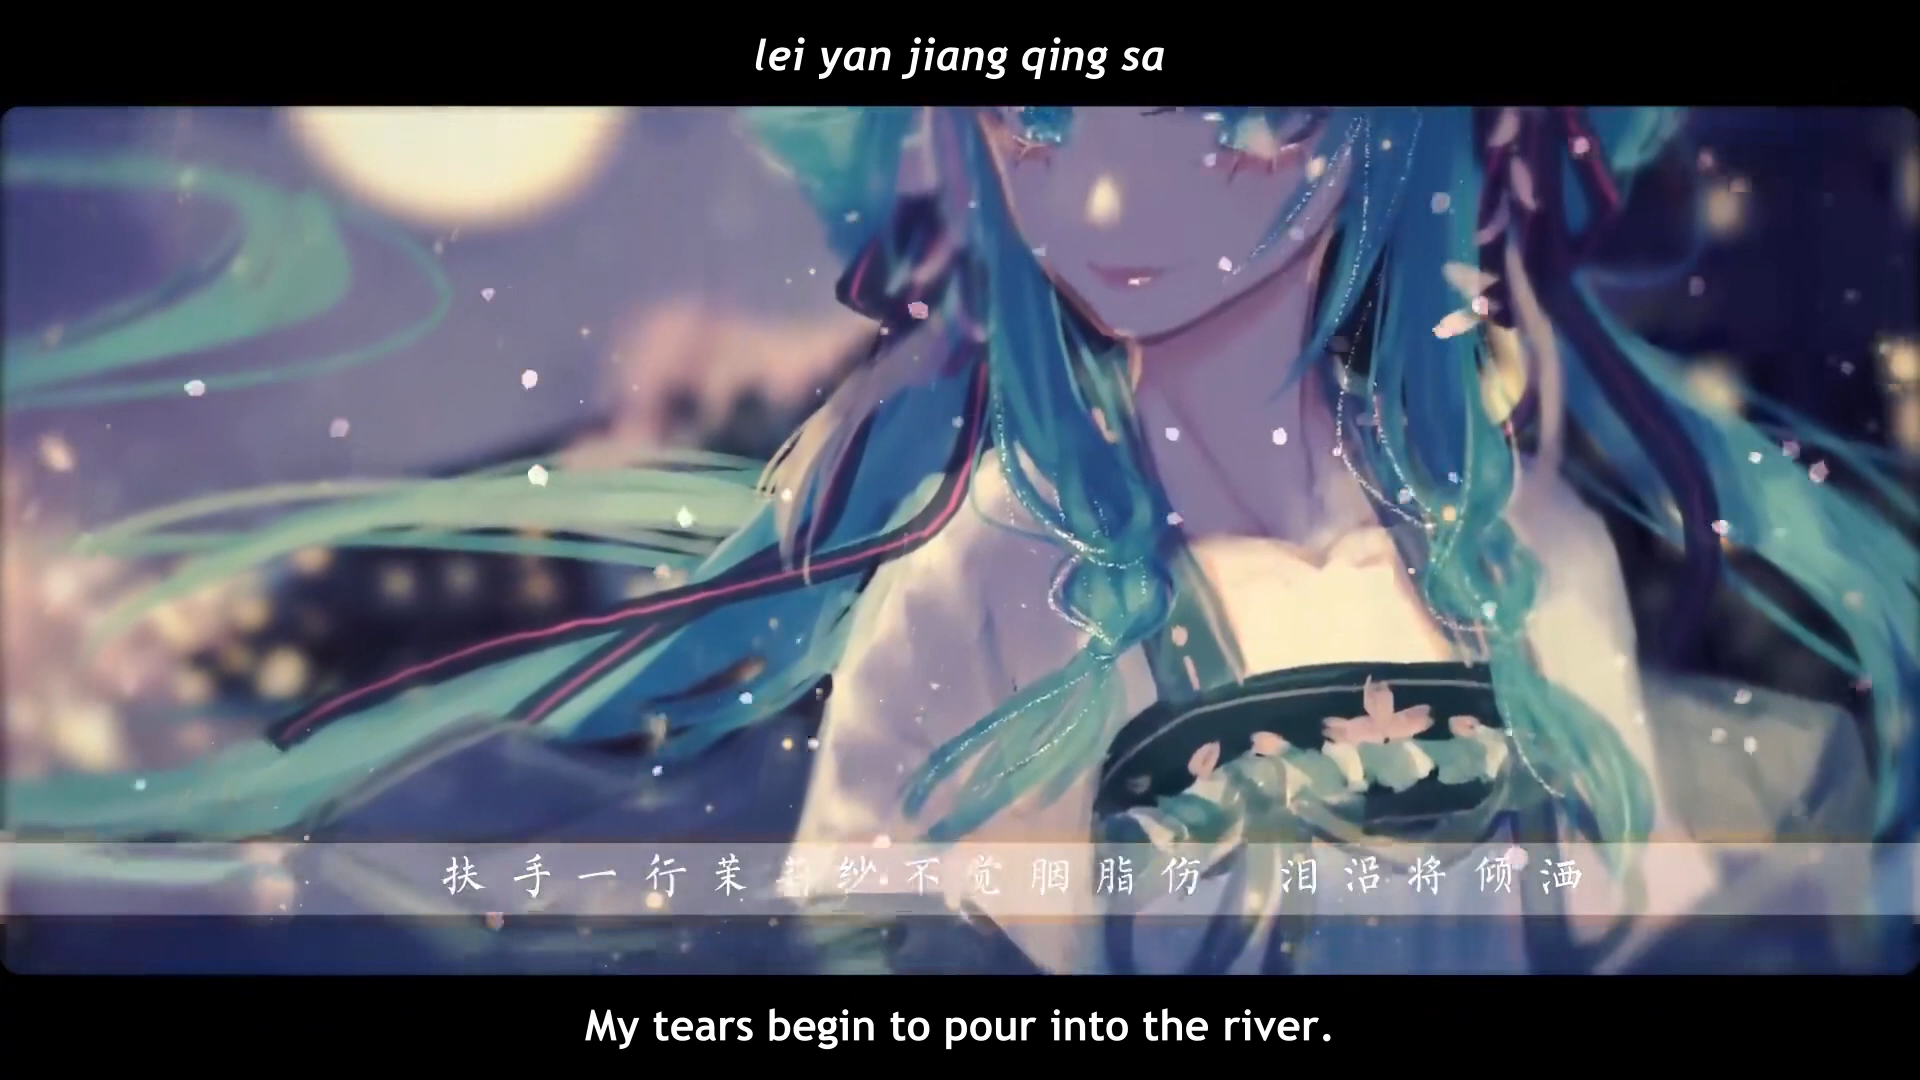 lei yan jiang qing sa
扶手一行茉莉纱不觉胭脂伤 泪沿将倾洒
My tears begin to pour into the river.